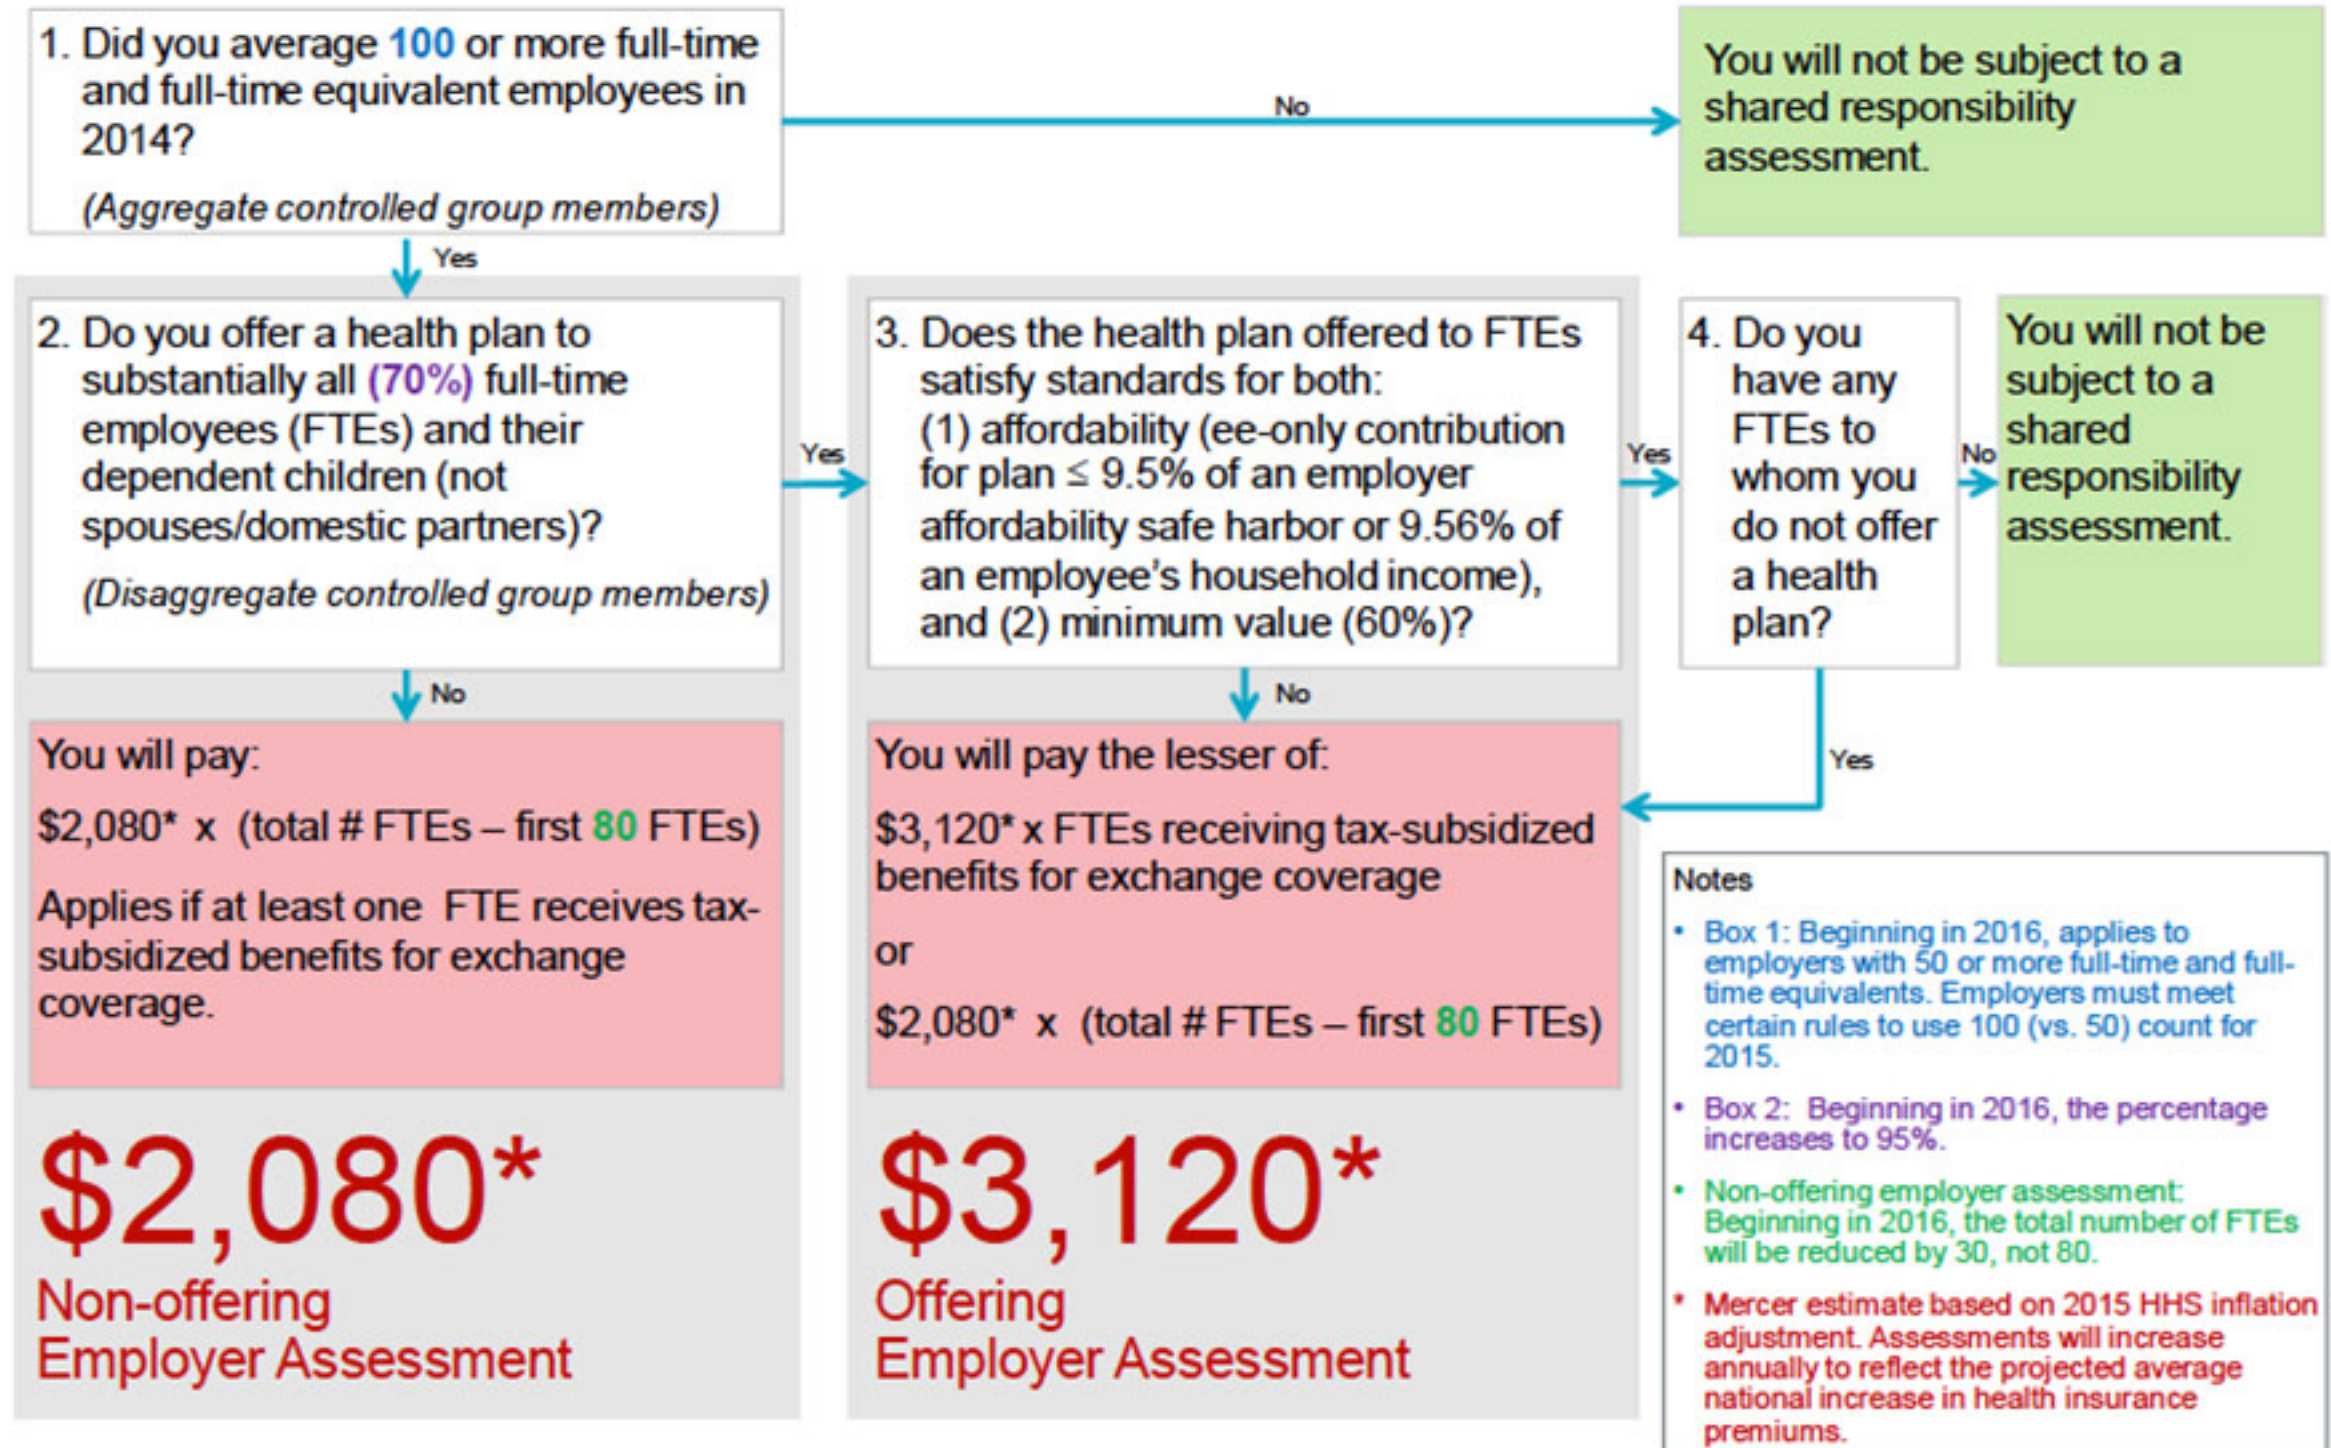 1. Did you average 100 or more full-time
and full-time equivalent employees in
2014?
(Aggregate controlled group members)
No
You will not be subject to a
shared responsibility
assessment.
Yes
2. Do you offer a health plan to
substantially all (70%) full-time
employees (FTEs) and their
dependent children (not
spouses/domestic partners)?
(Disaggregate controlled group members)
Yes
3. Does the health plan offered to FTEs
satisfy standards for both:
(1) affordability (ee-only contribution
for plan ≤ 9.5% of an employer
affordability safe harbor or 9.56% of
an employee's household income),
and (2) minimum value (60%)?
Yes
4. Do you
have any
FTEs to
whom you
do not offer
a health
plan?
No
You will not be
subject to a
shared
responsibility
assessment.
No
You will pay:
$2,080* x (total # FTEs – first 80 FTEs)
Applies if at least one FTE receives tax-
subsidized benefits for exchange
coverage.
$2,080*
Non-offering
Employer Assessment
No
You will pay the lesser of:
$3,120* x FTEs receiving tax-subsidized
benefits for exchange coverage
or
$2,080* x (total # FTEs – first 80 FTEs)
$3,120*
Offering
Employer Assessment
Yes
Notes
• Box 1: Beginning in 2016, applies to
employers with 50 or more full-time and full-
time equivalents. Employers must meet
certain rules to use 100 (vs. 50) count for
2015.
• Box 2: Beginning in 2016, the percentage
increases to 95%.
• Non-offering employer assessment:
Beginning in 2016, the total number of FTEs
will be reduced by 30, not 80.
* Mercer estimate based on 2015 HHS inflation
adjustment. Assessments will increase
annually to reflect the projected average
national increase in health insurance
premiums.